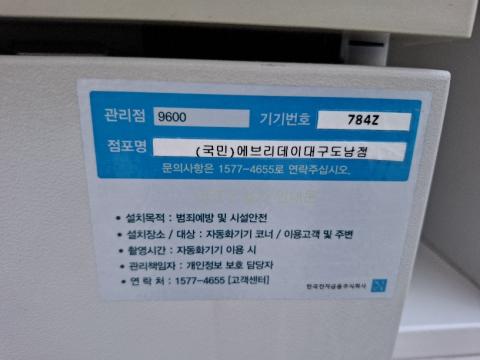 관리점 9600 기기번호 784Z
점포명 (국민)에브리데이대구도남점
문의사항은 1577-4655로 연락주십시오.
• 설치목적 : 범죄예방 및 시설안전
• 설치장소 / 대상 : 자동화기기 코너 / 이용고객 및 주변
• 촬영시간 : 자동화기기 이용 시
• 관리책임자 : 개인정보 보호 담당자
• 연 락 처 : 1577-4655 [고객센터]
한국전자금융주식회사